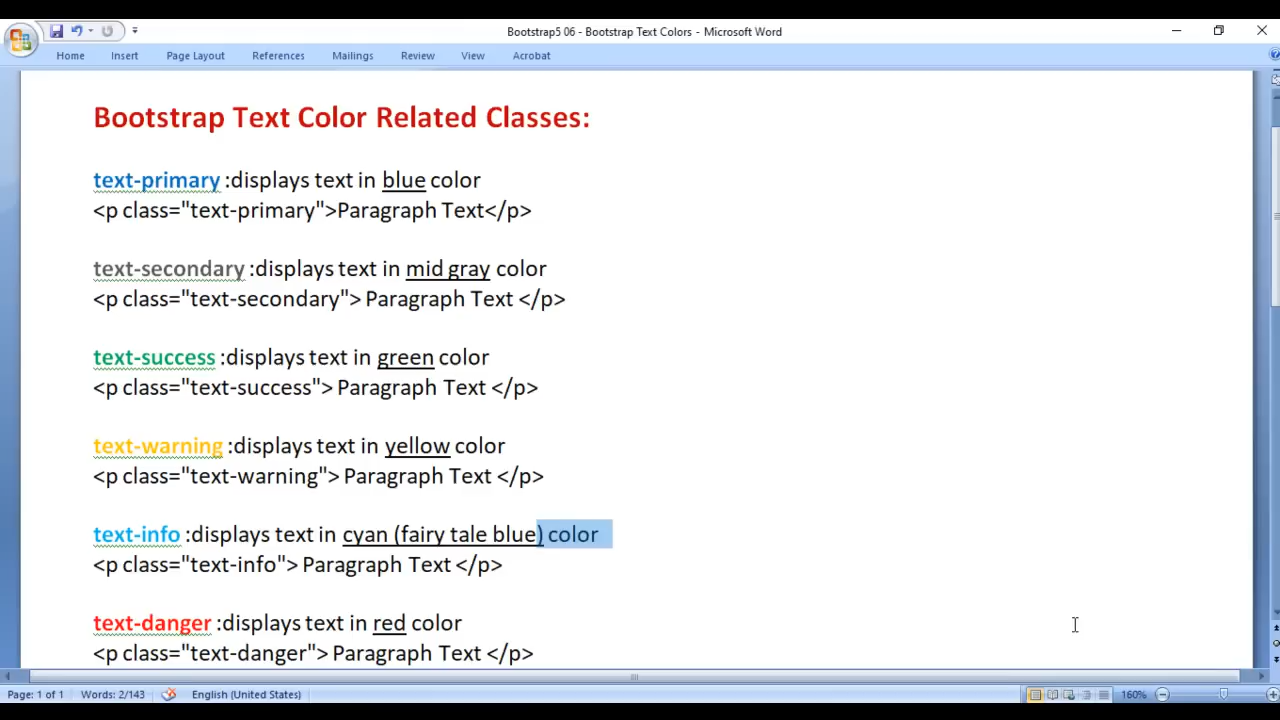 Bootstrap5 06 - Bootstrap Text Colors - Microsoft Word
Home Insert Page Layout References Mailings Review View Acrobat
Bootstrap Text Color Related Classes:
text-primary :displays text in blue color
<p class="text-primary">Paragraph Text</p>
text-secondary :displays text in mid gray color
<p class="text-secondary"> Paragraph Text </p>
text-success :displays text in green color
<p class="text-success"> Paragraph Text </p>
text-warning :displays text in yellow color
<p class="text-warning"> Paragraph Text </p>
text-info :displays text in cyan (fairy tale blue) color
<p class="text-info"> Paragraph Text </p>
text-danger :displays text in red color
<p class="text-danger"> Paragraph Text </p>
Page: 1 of 1 Words: 2/143 English (United States) 160%